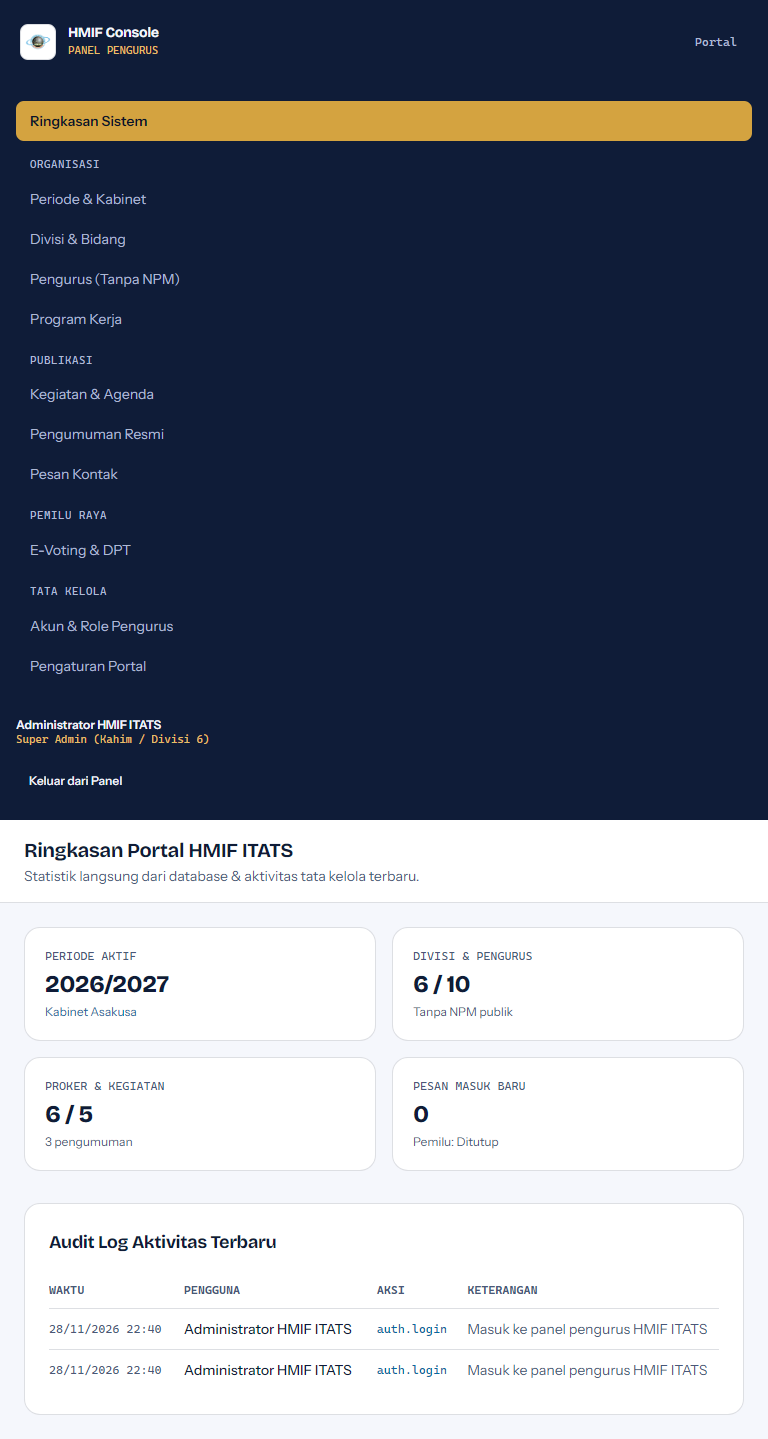 HMIF Console
PANEL PENGURUS
Portal
Ringkasan Sistem
ORGANISASI
Periode & Kabinet
Divisi & Bidang
Pengurus (Tanpa NPM)
Program Kerja
PUBLIKASI
Kegiatan & Agenda
Pengumuman Resmi
Pesan Kontak
PEMILU RAYA
E-Voting & DPT
TATA KELOLA
Akun & Role Pengurus
Pengaturan Portal
Administrator HMIF ITATS
Super Admin (Kahim / Divisi 6)
Keluar dari Panel
Ringkasan Portal HMIF ITATS
Statistik langsung dari database & aktivitas tata kelola terbaru.
PERIODE AKTIF
2026/2027
Kabinet Asakusa
DIVISI & PENGURUS
6 / 10
Tanpa NPM publik
PROKER & KEGIATAN
6 / 5
3 pengumuman
PESAN MASUK BARU
0
Pemilu: Ditutup
Audit Log Aktivitas Terbaru
WAKTU PENGGUNA AKSI KETERANGAN
28/11/2026 22:40 Administrator HMIF ITATS auth.login Masuk ke panel pengurus HMIF ITATS
28/11/2026 22:40 Administrator HMIF ITATS auth.login Masuk ke panel pengurus HMIF ITATS